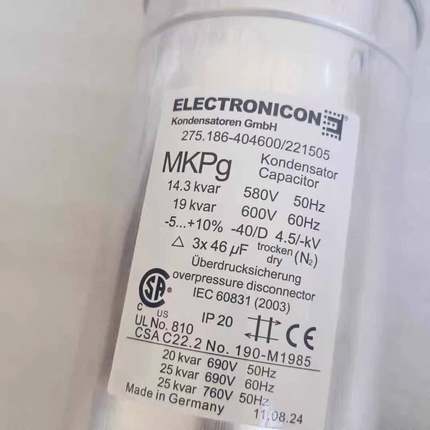 ELECTRONICON E
Kondensatoren GmbH
275.186-404600/221505
MKPg Kondensator
Capacitor
14.3 kvar 580V 50Hz
19 kvar 600V 60Hz
-5...+10% -40/D 4.5/-kV
△ 3x 46 µF trocken (N₂)
dry
Überdrucksicherung
overpressure disconnector
IEC 60831 (2003)
SA
C US
IP 20 CE
UL No. 810
CSA C22.2 No. 190-M1985
20 kvar 690V 50Hz
25 kvar 690V 60Hz
25 kvar 760V 50Hz
Made in Germany 11.08.24